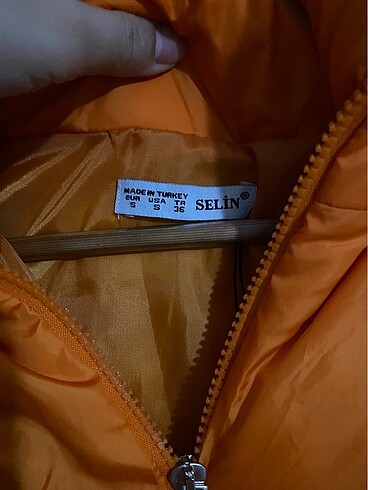 MADE IN TURKEY
EUR USA TR
S S 36
SELİN®